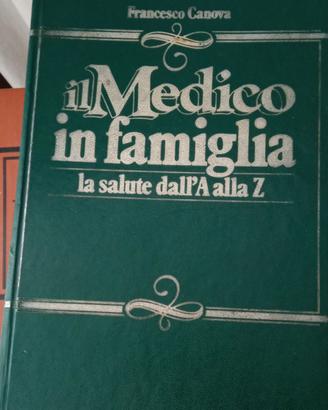 Francesco Canova
il Medico
in famiglia
la salute dall'A alla Z